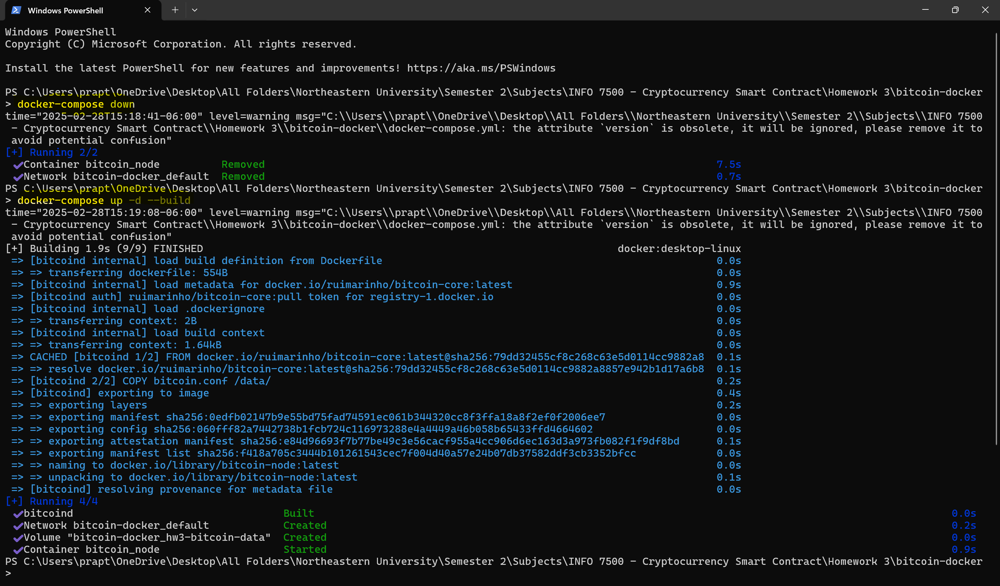 Windows PowerShell
Windows PowerShell
Copyright (C) Microsoft Corporation. All rights reserved.
Install the latest PowerShell for new features and improvements! https://aka.ms/PSWindows
PS C:\Users\prapt\OneDrive\Desktop\All Folders\Northeastern University\Semester 2\Subjects\INFO 7500 - Cryptocurrency Smart Contract\Homework 3\bitcoin-docker
> docker-compose down
time="2025-02-28T15:18:41-06:00" level=warning msg="C:\\Users\\prapt\\OneDrive\\Desktop\\All Folders\\Northeastern University\\Semester 2\\Subjects\\INFO 7500
- Cryptocurrency Smart Contract\\Homework 3\\bitcoin-docker\\docker-compose.yml: the attribute `version` is obsolete, it will be ignored, please remove it to
avoid potential confusion"
[+] Running 2/2
✔Container bitcoin_node Removed 7.5s
✔Network bitcoin-docker_default Removed 0.7s
PS C:\Users\prapt\OneDrive\Desktop\All Folders\Northeastern University\Semester 2\Subjects\INFO 7500 - Cryptocurrency Smart Contract\Homework 3\bitcoin-docker
> docker-compose up -d --build
time="2025-02-28T15:19:08-06:00" level=warning msg="C:\\Users\\prapt\\OneDrive\\Desktop\\All Folders\\Northeastern University\\Semester 2\\Subjects\\INFO 7500
- Cryptocurrency Smart Contract\\Homework 3\\bitcoin-docker\\docker-compose.yml: the attribute `version` is obsolete, it will be ignored, please remove it to
avoid potential confusion"
[+] Building 1.9s (9/9) FINISHED docker:desktop-linux
=> [bitcoind internal] load build definition from Dockerfile 0.0s
=> => transferring dockerfile: 554B 0.0s
=> [bitcoind internal] load metadata for docker.io/ruimarinho/bitcoin-core:latest 0.9s
=> [bitcoind auth] ruimarinho/bitcoin-core:pull token for registry-1.docker.io 0.0s
=> [bitcoind internal] load .dockerignore 0.0s
=> => transferring context: 2B 0.0s
=> [bitcoind internal] load build context 0.0s
=> => transferring context: 1.64kB 0.0s
=> CACHED [bitcoind 1/2] FROM docker.io/ruimarinho/bitcoin-core:latest@sha256:79dd32455cf8c268c63e5d0114cc9882a8 0.1s
=> => resolve docker.io/ruimarinho/bitcoin-core:latest@sha256:79dd32455cf8c268c63e5d0114cc9882a8857e942b1d17a6b8 0.1s
=> [bitcoind 2/2] COPY bitcoin.conf /data/ 0.2s
=> [bitcoind] exporting to image 0.4s
=> => exporting layers 0.2s
=> => exporting manifest sha256:0edfb02147b9e55bd75fad74591ec061b344320cc8f3ffa18a8f2ef0f2006ee7 0.0s
=> => exporting config sha256:060fff82a7442738b1fcb724c116973288e4a4449a46b058b65433ffd4664602 0.0s
=> => exporting attestation manifest sha256:e84d96693f7b77be49c3e56cacf955a4cc906d6ec163d3a973fb082f1f9df8bd 0.1s
=> => exporting manifest list sha256:f418a705c3444b101261543cec7f004d40a57e24b07db37582ddf3cb3352bfcc 0.0s
=> => naming to docker.io/library/bitcoin-node:latest 0.0s
=> => unpacking to docker.io/library/bitcoin-node:latest 0.1s
=> [bitcoind] resolving provenance for metadata file 0.0s
[+] Running 4/4
✔bitcoind Built 0.0s
✔Network bitcoin-docker_default Created 0.2s
✔Volume "bitcoin-docker_hw3-bitcoin-data" Created 0.0s
✔Container bitcoin_node Started 0.9s
PS C:\Users\prapt\OneDrive\Desktop\All Folders\Northeastern University\Semester 2\Subjects\INFO 7500 - Cryptocurrency Smart Contract\Homework 3\bitcoin-docker
>